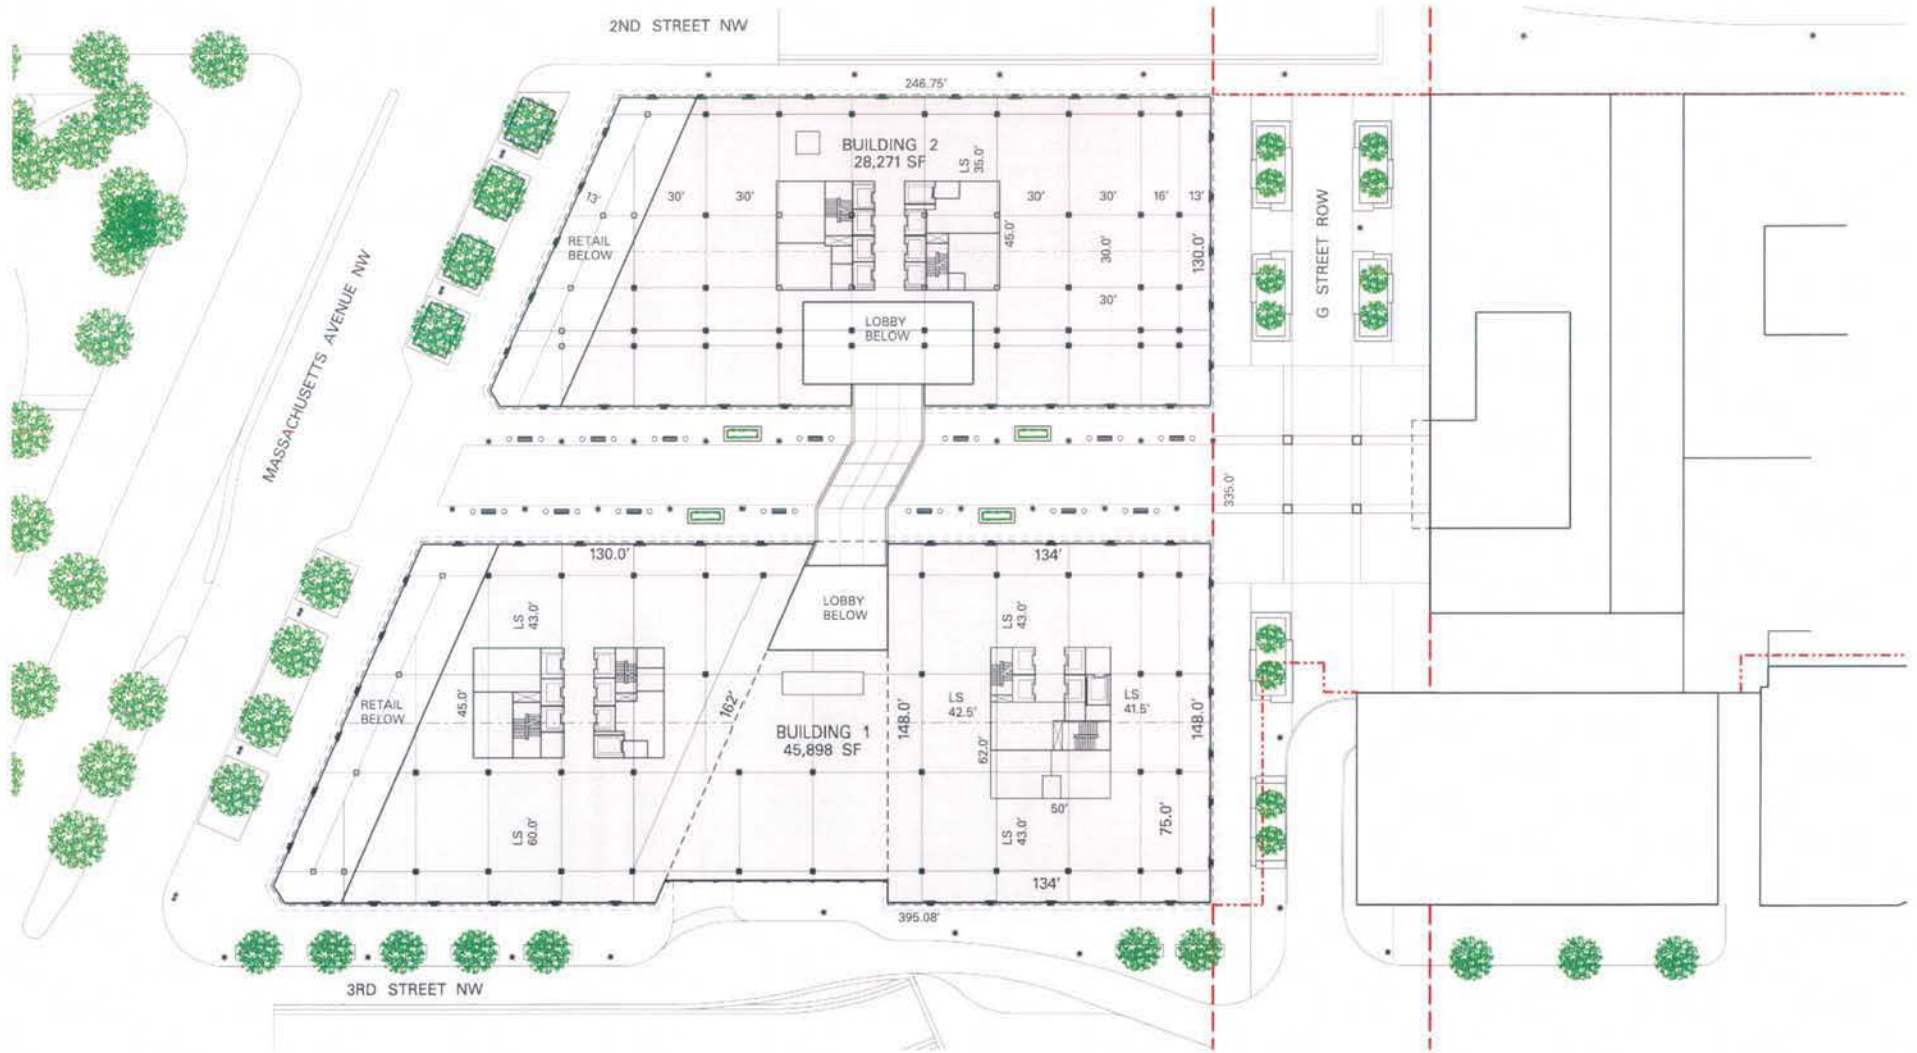 2ND STREET NW
246.75'
BUILDING 2
28,271 SF
LS
35.0'
13'
30'
30'
30'
30'
16'
13'
RETAIL
BELOW
45.0'
30.0'
130.0'
30'
LOBBY
BELOW
G STREET ROW
MASSACHUSETTS AVENUE NW
335.0'
130.0'
134'
LS
43.0'
LOBBY
BELOW
LS
43.0'
RETAIL
BELOW
45.0'
162'
BUILDING 1
45,898 SF
148.0'
LS
42.5'
LS
41.5'
148.0'
62.0'
50'
LS
60.0'
LS
43.0'
75.0'
134'
395.08'
3RD STREET NW